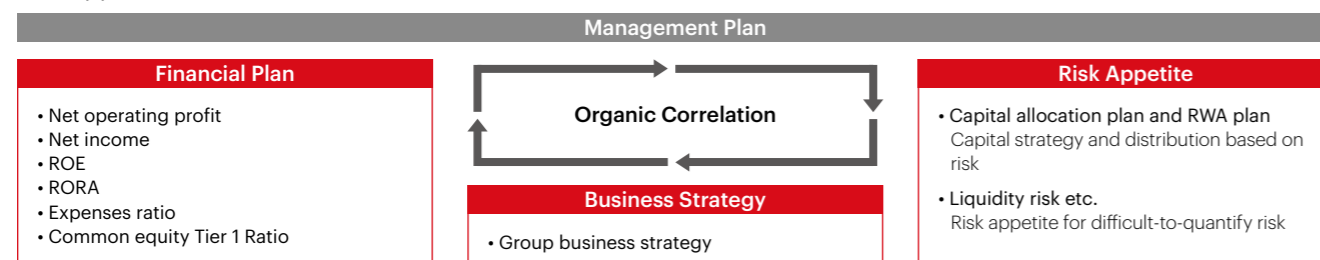 Management Plan
Financial Plan
• Net operating profit
• Net income
• ROE
• RORA
• Expenses ratio
• Common equity Tier 1 Ratio
Organic Correlation
Business Strategy
• Group business strategy
Risk Appetite
• Capital allocation plan and RWA plan
Capital strategy and distribution based on
risk
• Liquidity risk etc.
Risk appetite for difficult-to-quantify risk